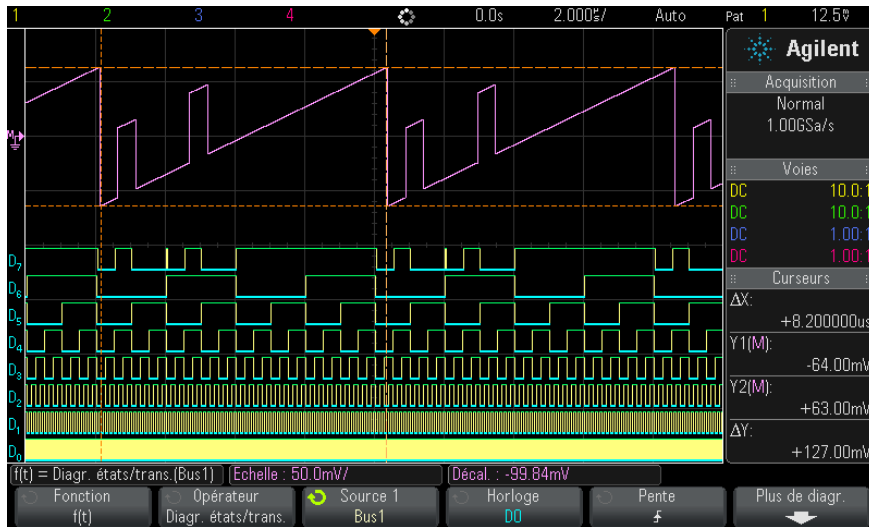 1 2 3 4 0.0s 2.000us/ Auto Pat 1 12.5V
Agilent
Acquisition
Normal
1.00GSa/s
Voies
DC 10.0:1
DC 10.0:1
DC 1.00:1
DC 1.00:1
Curseurs
ΔX:
+8.200000us
Y1(M):
-64.00mV
Y2(M):
+63.00mV
ΔY:
+127.00mV
M
D7
D6
D5
D4
D3
D2
D1
D0
f(t) = Diagr. états/trans.(Bus1) Echelle : 50.0mV/ Décal. : -99.84mV
Fonction
f(t)
Opérateur
Diagr. états/trans.
Source 1
Bus1
Horloge
D0
Pente
Plus de diagr.